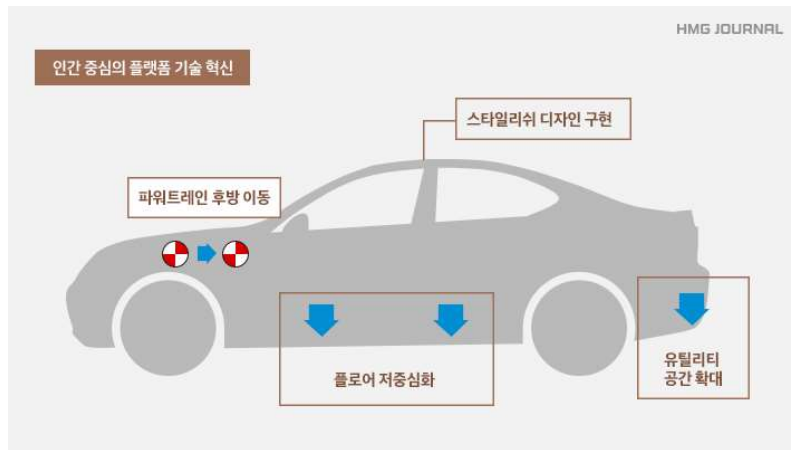 HMG JOURNAL
인간 중심의 플랫폼 기술 혁신
스타일리쉬 디자인 구현
파워트레인 후방 이동
플로어 저중심화
유틸리티
공간 확대